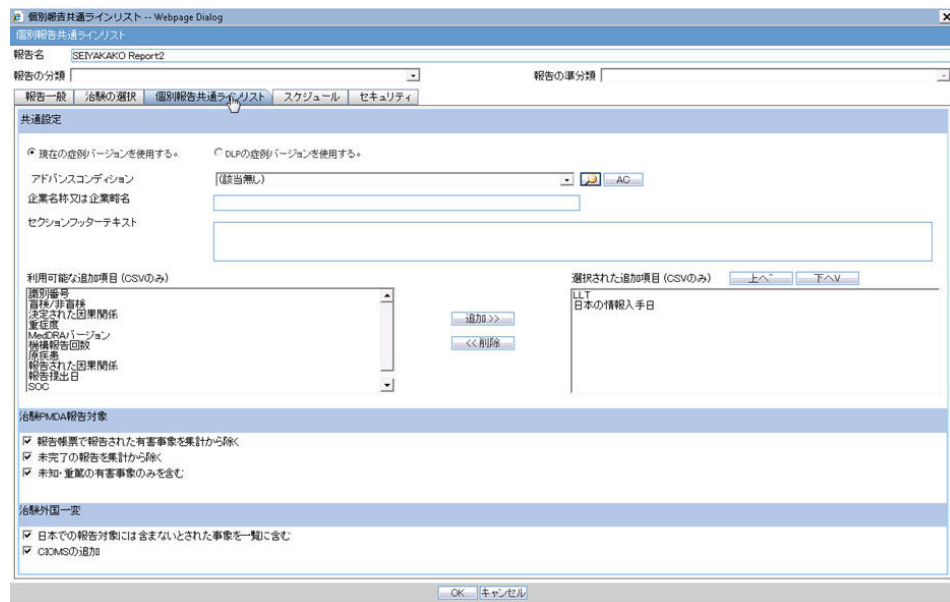 個別報告共通ラインリスト -- Webpage Dialog
個別報告共通ラインリスト
報告名 SEIYAKAKO Report2
報告の分類 報告の準分類
報告一般 治験の選択 個別報告共通ラインリスト スケジュール セキュリティ
共通設定
現在の症例バージョンを使用する。 DLPの症例バージョンを使用する。
アドバンスコンディション (該当無し) AC
企業名称又は企業略名
セクションフッターテキスト
利用可能な追加項目 (CSVのみ) 選択された追加項目 (CSVのみ) 上へ^ 下へV
識別番号
盲検/非盲検
決定された因果関係
重症度
MedDRAバージョン
機構報告回数
原疾患
報告された因果関係
報告提出日
SOC
追加 >>
<< 削除
LLT
日本の情報入手日
治験PMDA報告対象
報告帳票で報告された有害事象を集計から除く
未完了の報告を集計から除く
未知・重篤の有害事象のみを含む
治験外国一変
日本での報告対象には含まないとされた事象を一覧に含む
CIOMSの追加
OK キャンセル